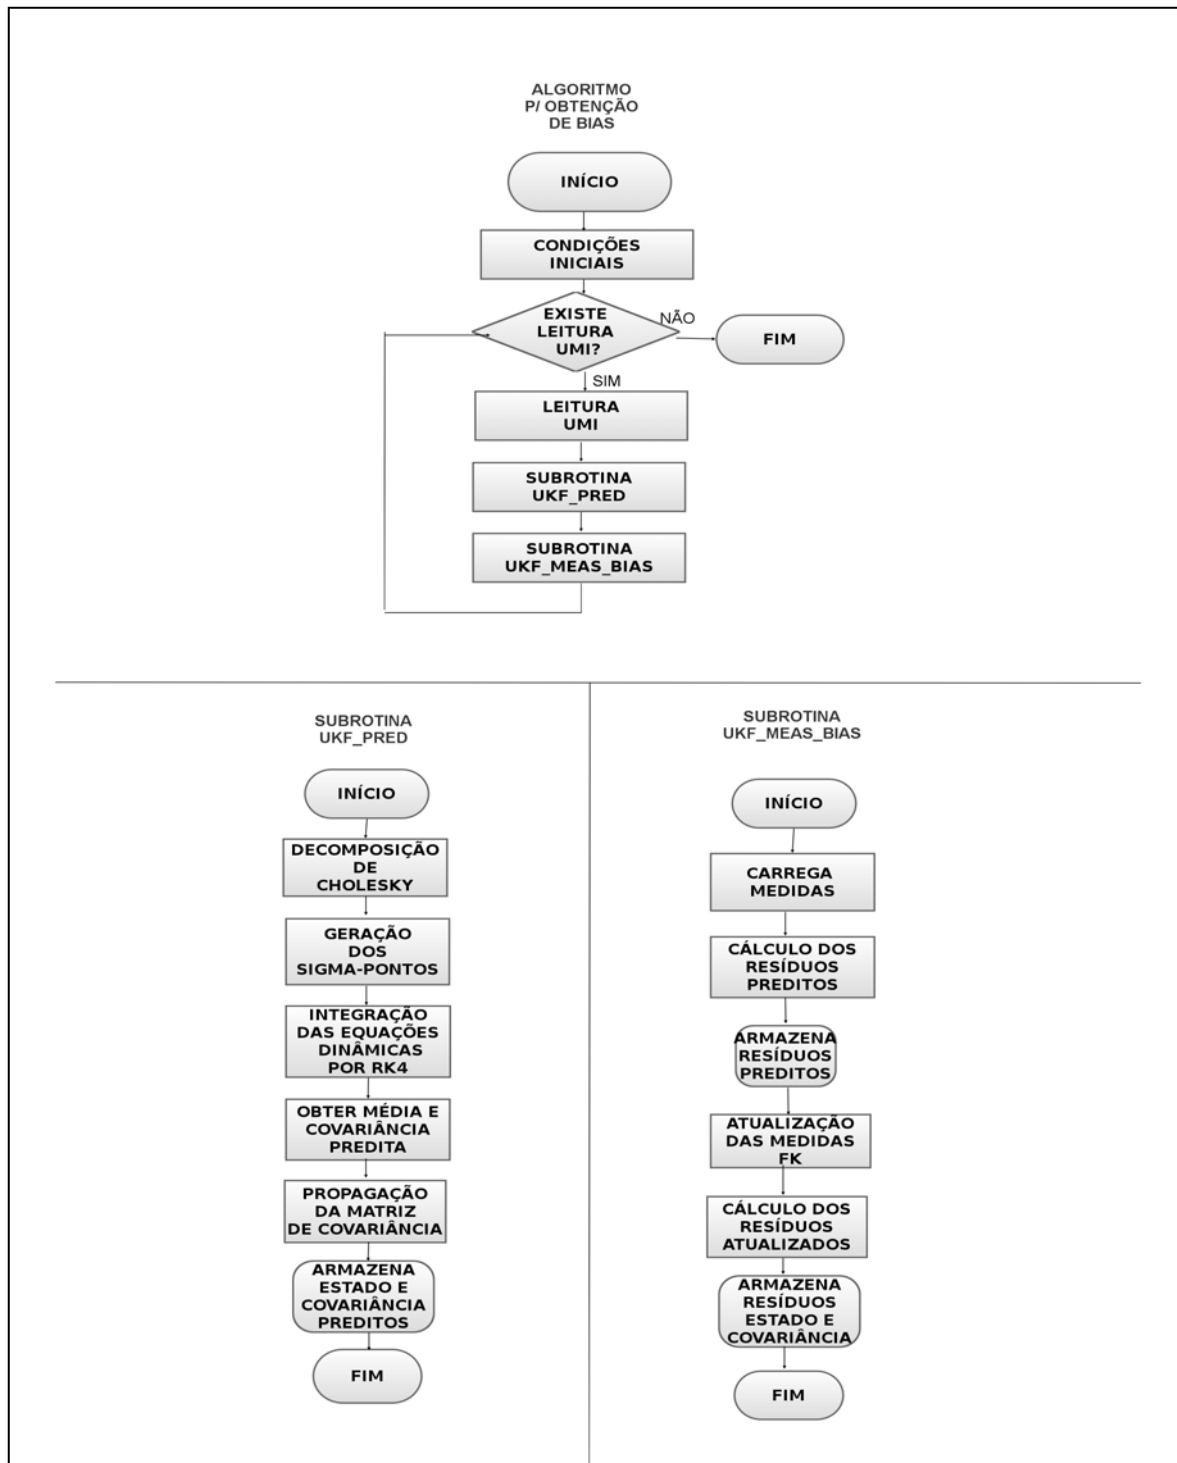 ALGORITMO
P/ OBTENÇÃO
DE BIAS
INÍCIO
CONDIÇÕES
INICIAIS
EXISTE
LEITURA
UMI?
NÃO
FIM
SIM
LEITURA
UMI
SUBROTINA
UKF_PRED
SUBROTINA
UKF_MEAS_BIAS
SUBROTINA
UKF_PRED
INÍCIO
DECOMPOSIÇÃO
DE
CHOLESKY
GERAÇÃO
DOS
SIGMA-PONTOS
INTEGRAÇÃO
DAS EQUAÇÕES
DINÂMICAS
POR RK4
OBTER MÉDIA E
COVARIÂNCIA
PREDITA
PROPAGAÇÃO
DA MATRIZ
DE COVARIÂNCIA
ARMAZENA
ESTADO E
COVARIÂNCIA
PREDITOS
FIM
SUBROTINA
UKF_MEAS_BIAS
INÍCIO
CARREGA
MEDIDAS
CÁLCULO DOS
RESÍDUOS
PREDITOS
ARMAZENA
RESÍDUOS
PREDITOS
ATUALIZAÇÃO
DAS MEDIDAS
FK
CÁLCULO DOS
RESÍDUOS
ATUALIZADOS
ARMAZENA
RESÍDUOS
ESTADO E
COVARIÂNCIA
FIM